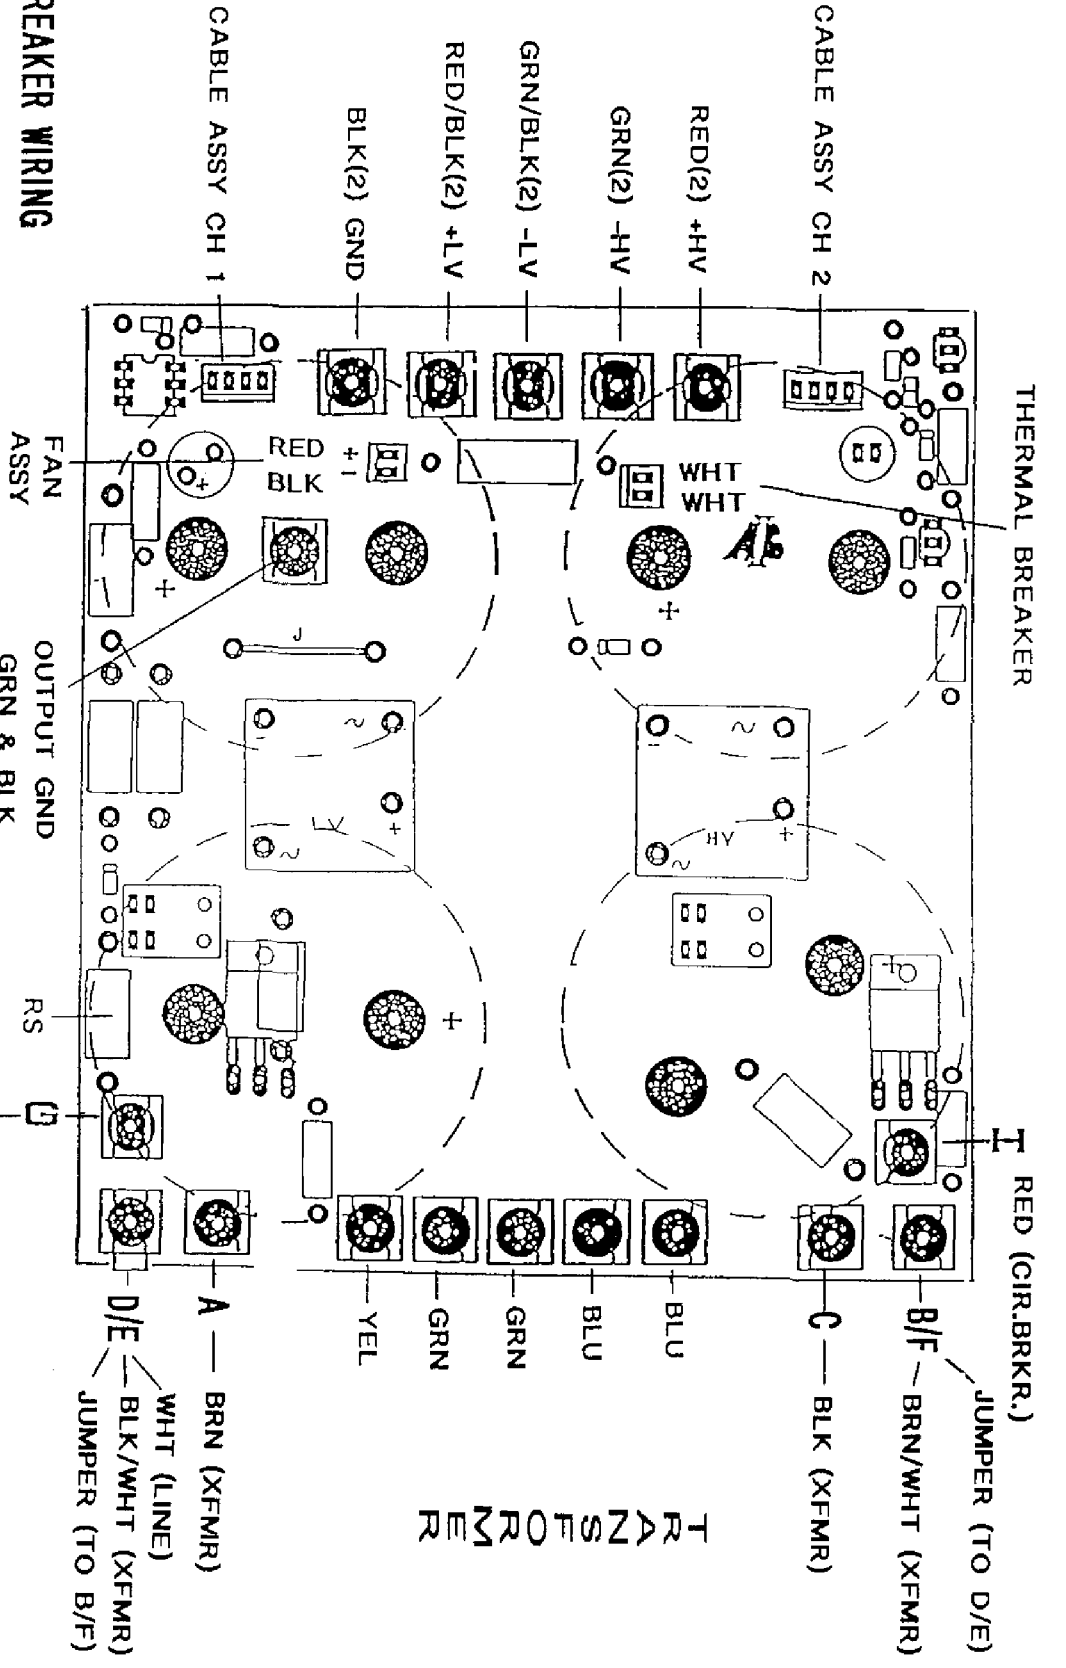 THERMAL BREAKER
RED (CIR.BRKR.)
H
JUMPER (TO D/E)
B/F
BRN/WHT (XFMR)
CABLE ASSY CH 2
C
BLK (XFMR)
RED(2) +HV
WHT
WHT
+
~
-
+
~
HV
BLU
GRN(2) -HV
BLU
GRN/BLK(2) -LV
GRN
TRANSFORMER
RED/BLK(2) +LV
GRN
+
BLK(2) GND
YEL
RED
BLK
+
-
J
~
-
+
~
LV
CABLE ASSY CH 1
+
A
BRN (XFMR)
D/E
WHT (LINE)
BLK/WHT (XFMR)
JUMPER (TO B/F)
FAN
ASSY
OUTPUT GND
GRN & BLK
RS
G
REAKER WIRING